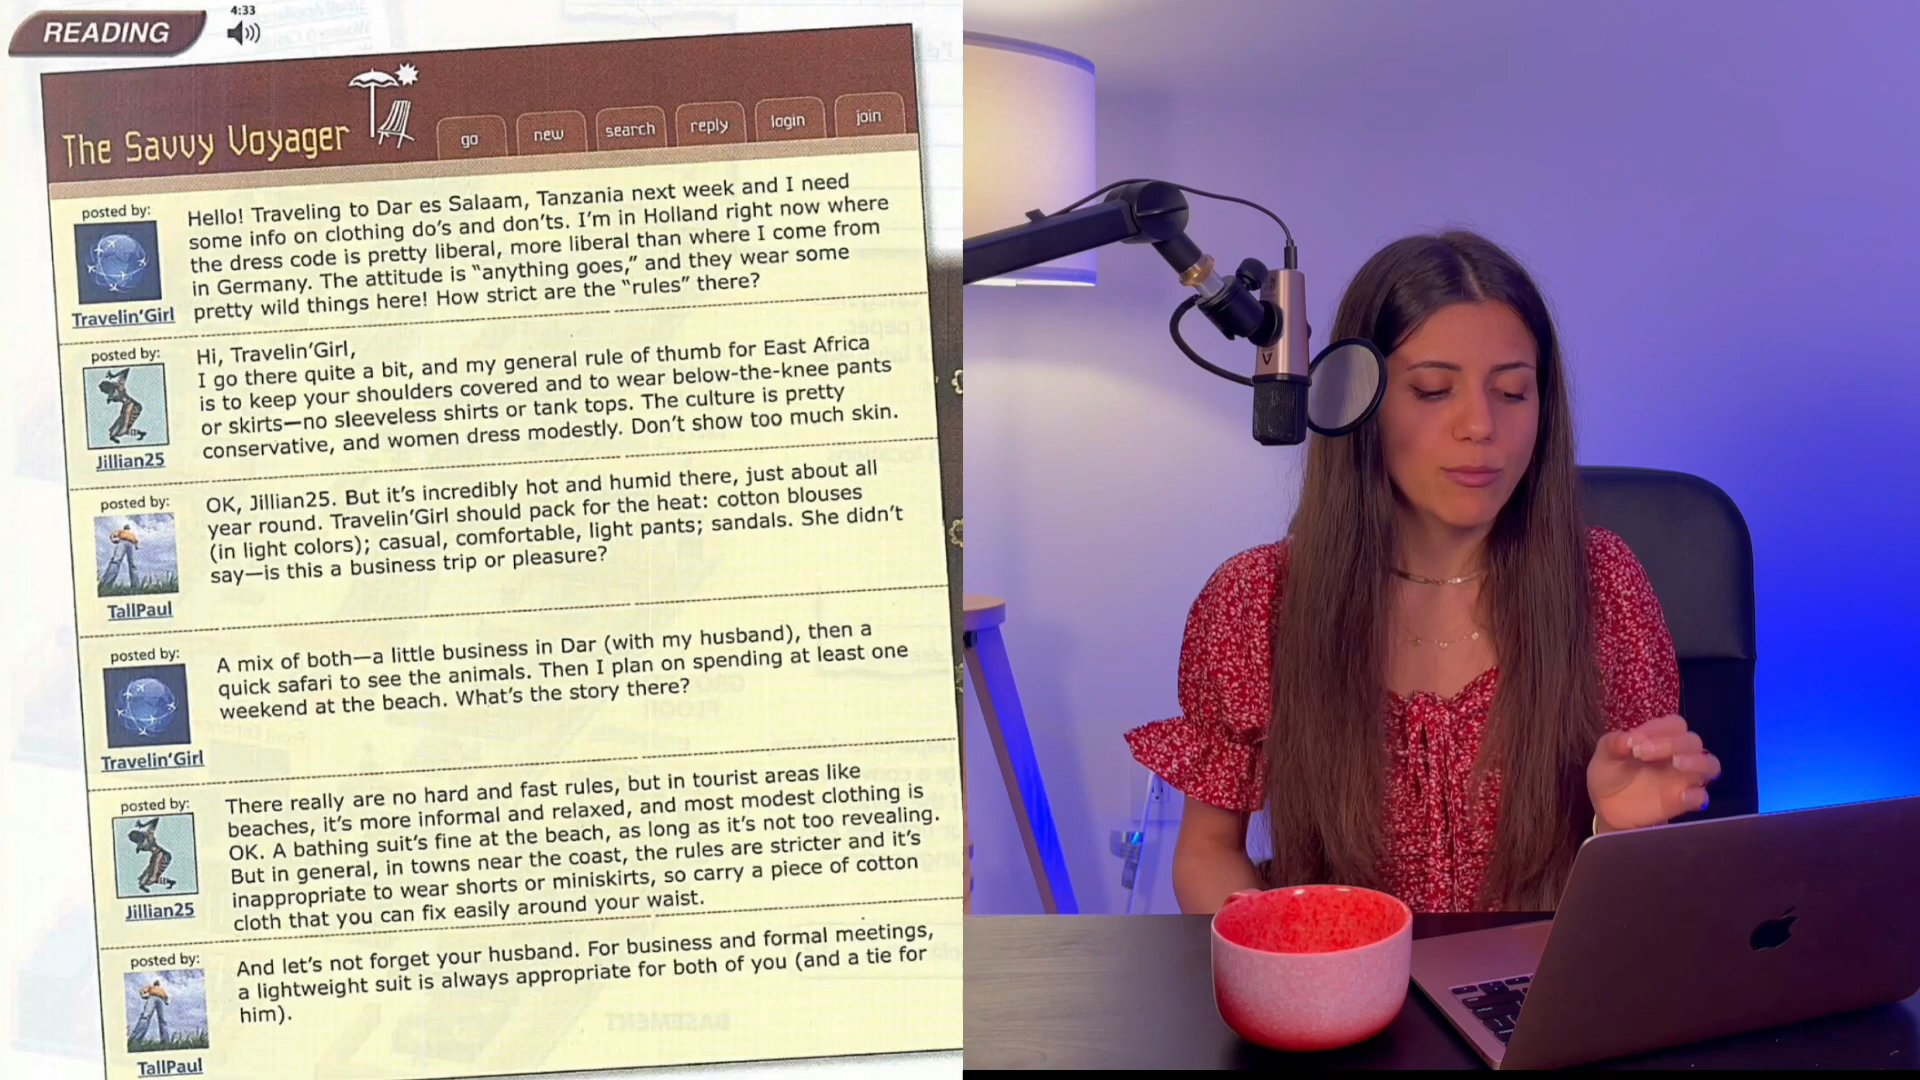 4:33
READING
The Savvy Voyager
go new search reply login join
posted by:
Travelin'Girl
Hello! Traveling to Dar es Salaam, Tanzania next week and I need
some info on clothing do's and don'ts. I'm in Holland right now where
the dress code is pretty liberal, more liberal than where I come from
in Germany. The attitude is "anything goes," and they wear some
pretty wild things here! How strict are the "rules" there?
posted by:
Jillian25
Hi, Travelin'Girl,
I go there quite a bit, and my general rule of thumb for East Africa
is to keep your shoulders covered and to wear below-the-knee pants
or skirts—no sleeveless shirts or tank tops. The culture is pretty
conservative, and women dress modestly. Don't show too much skin.
posted by:
TallPaul
OK, Jillian25. But it's incredibly hot and humid there, just about all
year round. Travelin'Girl should pack for the heat: cotton blouses
(in light colors); casual, comfortable, light pants; sandals. She didn't
say—is this a business trip or pleasure?
posted by:
Travelin'Girl
A mix of both—a little business in Dar (with my husband), then a
quick safari to see the animals. Then I plan on spending at least one
weekend at the beach. What's the story there?
posted by:
Jillian25
There really are no hard and fast rules, but in tourist areas like
beaches, it's more informal and relaxed, and most modest clothing is
OK. A bathing suit's fine at the beach, as long as it's not too revealing.
But in general, in towns near the coast, the rules are stricter and it's
inappropriate to wear shorts or miniskirts, so carry a piece of cotton
cloth that you can fix easily around your waist.
posted by:
TallPaul
And let's not forget your husband. For business and formal meetings,
a lightweight suit is always appropriate for both of you (and a tie for
him).